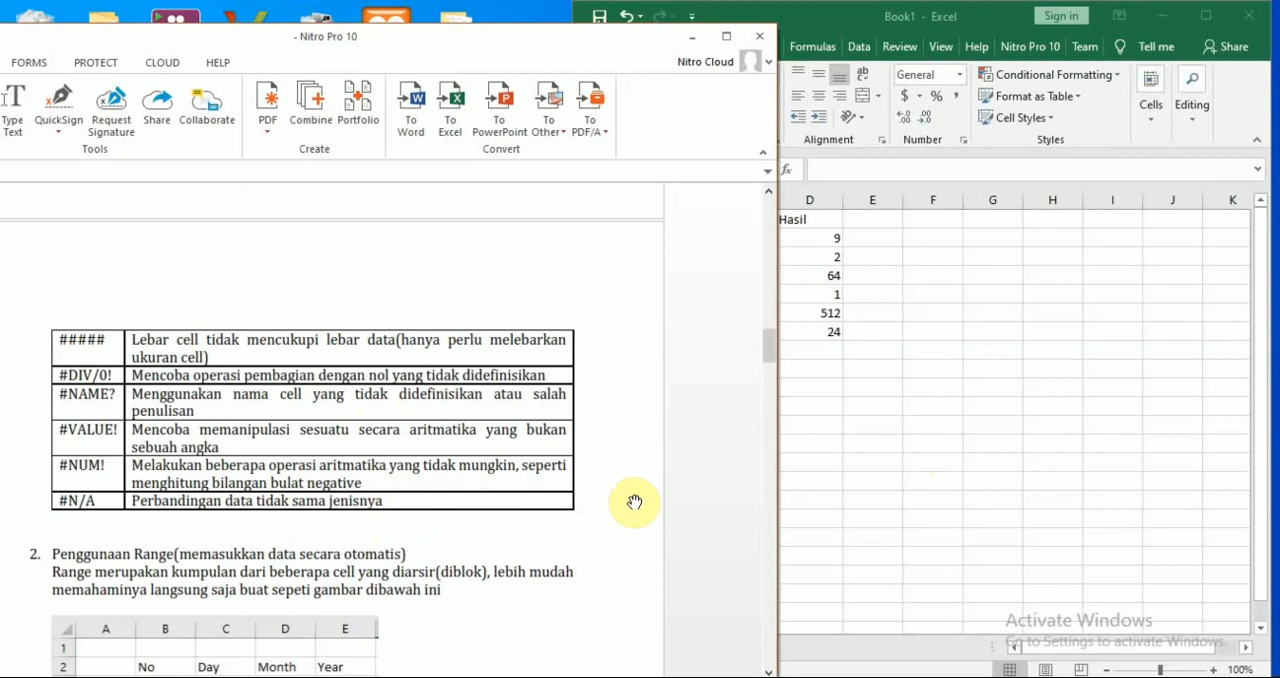 Book1 - Excel
Sign in
- Nitro Pro 10
Formulas Data Review View Help Nitro Pro 10 Team Tell me Share
FORMS PROTECT CLOUD HELP
Nitro Cloud
General
Conditional Formatting
Format as Table
Cell Styles
Cells
Editing
Type Text
QuickSign
Request Signature
Share
Collaborate
PDF
Combine
Portfolio
To Word
To Excel
To PowerPoint
To Other
To PDF/A
Tools
Create
Convert
Alignment
Number
Styles
fx
D E F G H I J K
Hasil
9
2
64
1
512
24
##### Lebar cell tidak mencukupi lebar data(hanya perlu melebarkan
ukuran cell)
#DIV/0! Mencoba operasi pembagian dengan nol yang tidak didefinisikan
#NAME? Menggunakan nama cell yang tidak didefinisikan atau salah
penulisan
#VALUE! Mencoba memanipulasi sesuatu secara aritmatika yang bukan
sebuah angka
#NUM! Melakukan beberapa operasi aritmatika yang tidak mungkin, seperti
menghitung bilangan bulat negative
#N/A Perbandingan data tidak sama jenisnya
2. Penggunaan Range(memasukkan data secara otomatis)
Range merupakan kumpulan dari beberapa cell yang diarsir(diblok), lebih mudah
memahaminya langsung saja buat sepeti gambar dibawah ini
A B C D E
1
2 No Day Month Year
Activate Windows
Go to Settings to activate Windows.
100%